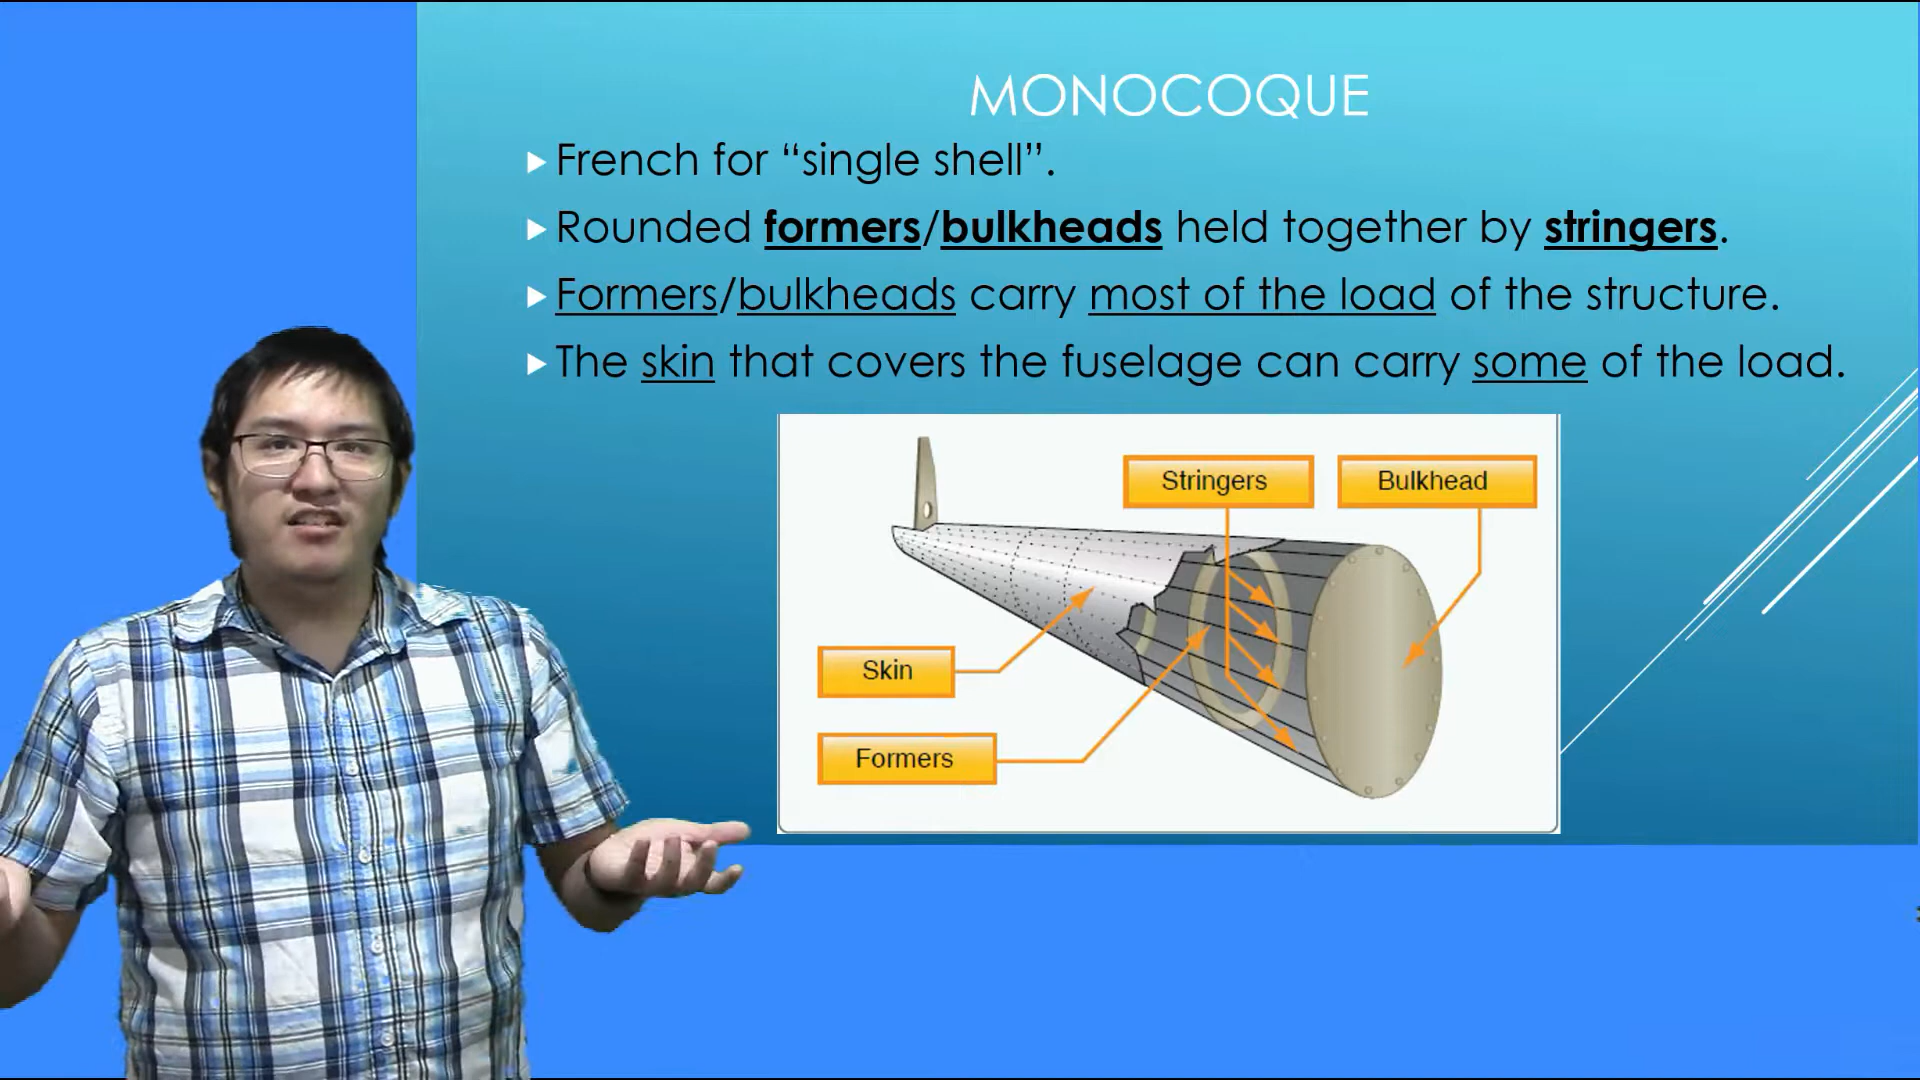 MONOCOQUE
French for “single shell”.
Rounded formers/bulkheads held together by stringers.
Formers/bulkheads carry most of the load of the structure.
The skin that covers the fuselage can carry some of the load.
Stringers
Bulkhead
Skin
Formers